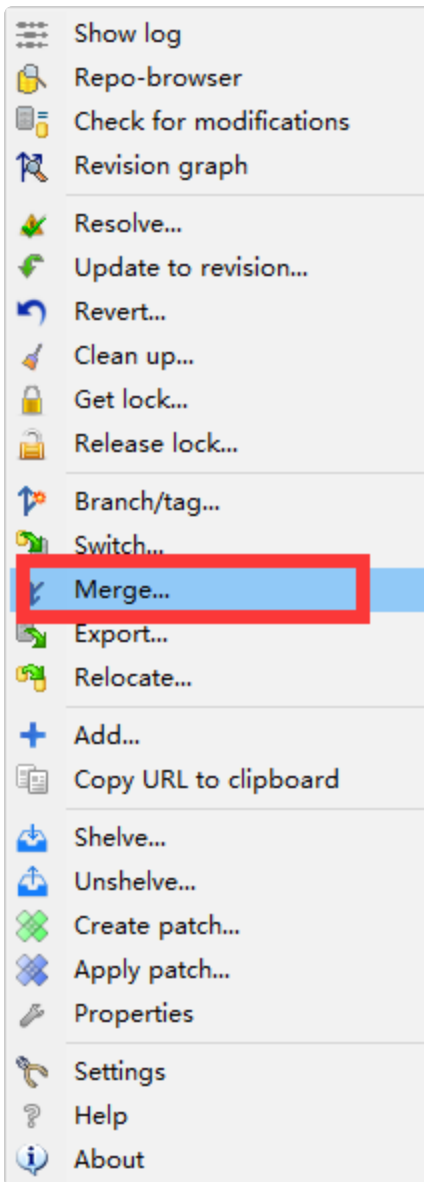 Show log
Repo-browser
Check for modifications
Revision graph
Resolve...
Update to revision...
Revert...
Clean up...
Get lock...
Release lock...
Branch/tag...
Switch...
Merge...
Export...
Relocate...
Add...
Copy URL to clipboard
Shelve...
Unshelve...
Create patch...
Apply patch...
Properties
Settings
Help
About